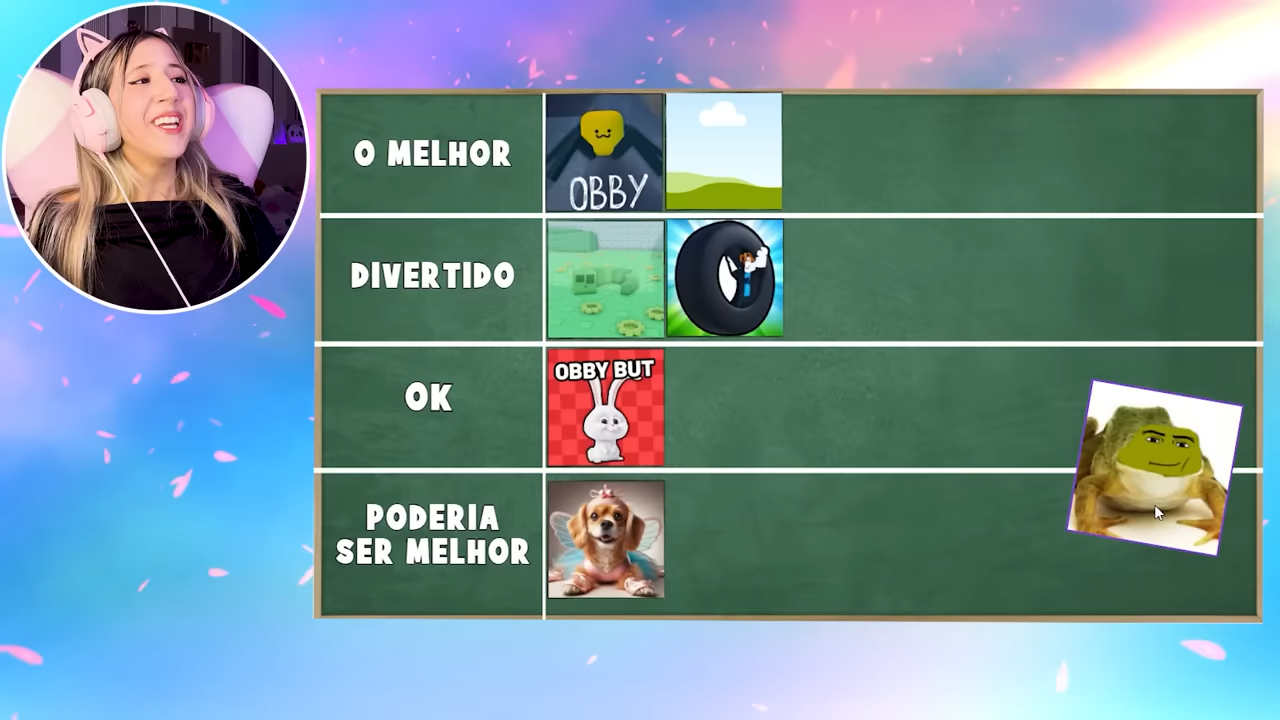 O MELHOR
OBBY
DIVERTIDO
OK
OBBY BUT
PODERIA
SER MELHOR